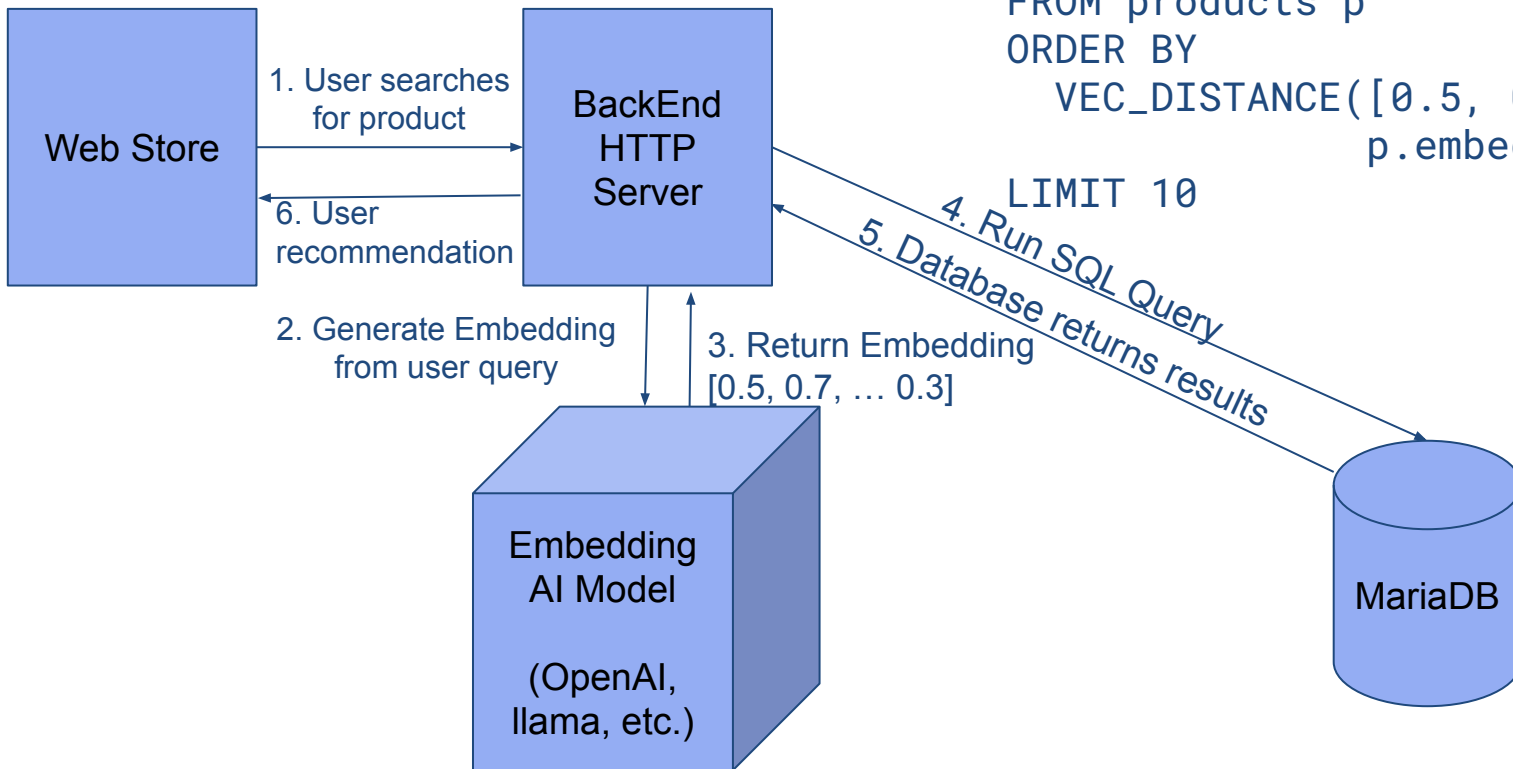 FROM products p
ORDER BY
VEC_DISTANCE([0.5,
LIMIT 10
Web Store
1. User searches
for product
6. User
recommendation
BackEnd
HTTP
Server
4. Run SQL Query
5. Database returns results
2. Generate Embedding
from user query
3. Return Embedding
[0.5, 0.7, … 0.3]
Embedding
AI Model
(OpenAI,
llama, etc.)
MariaDB